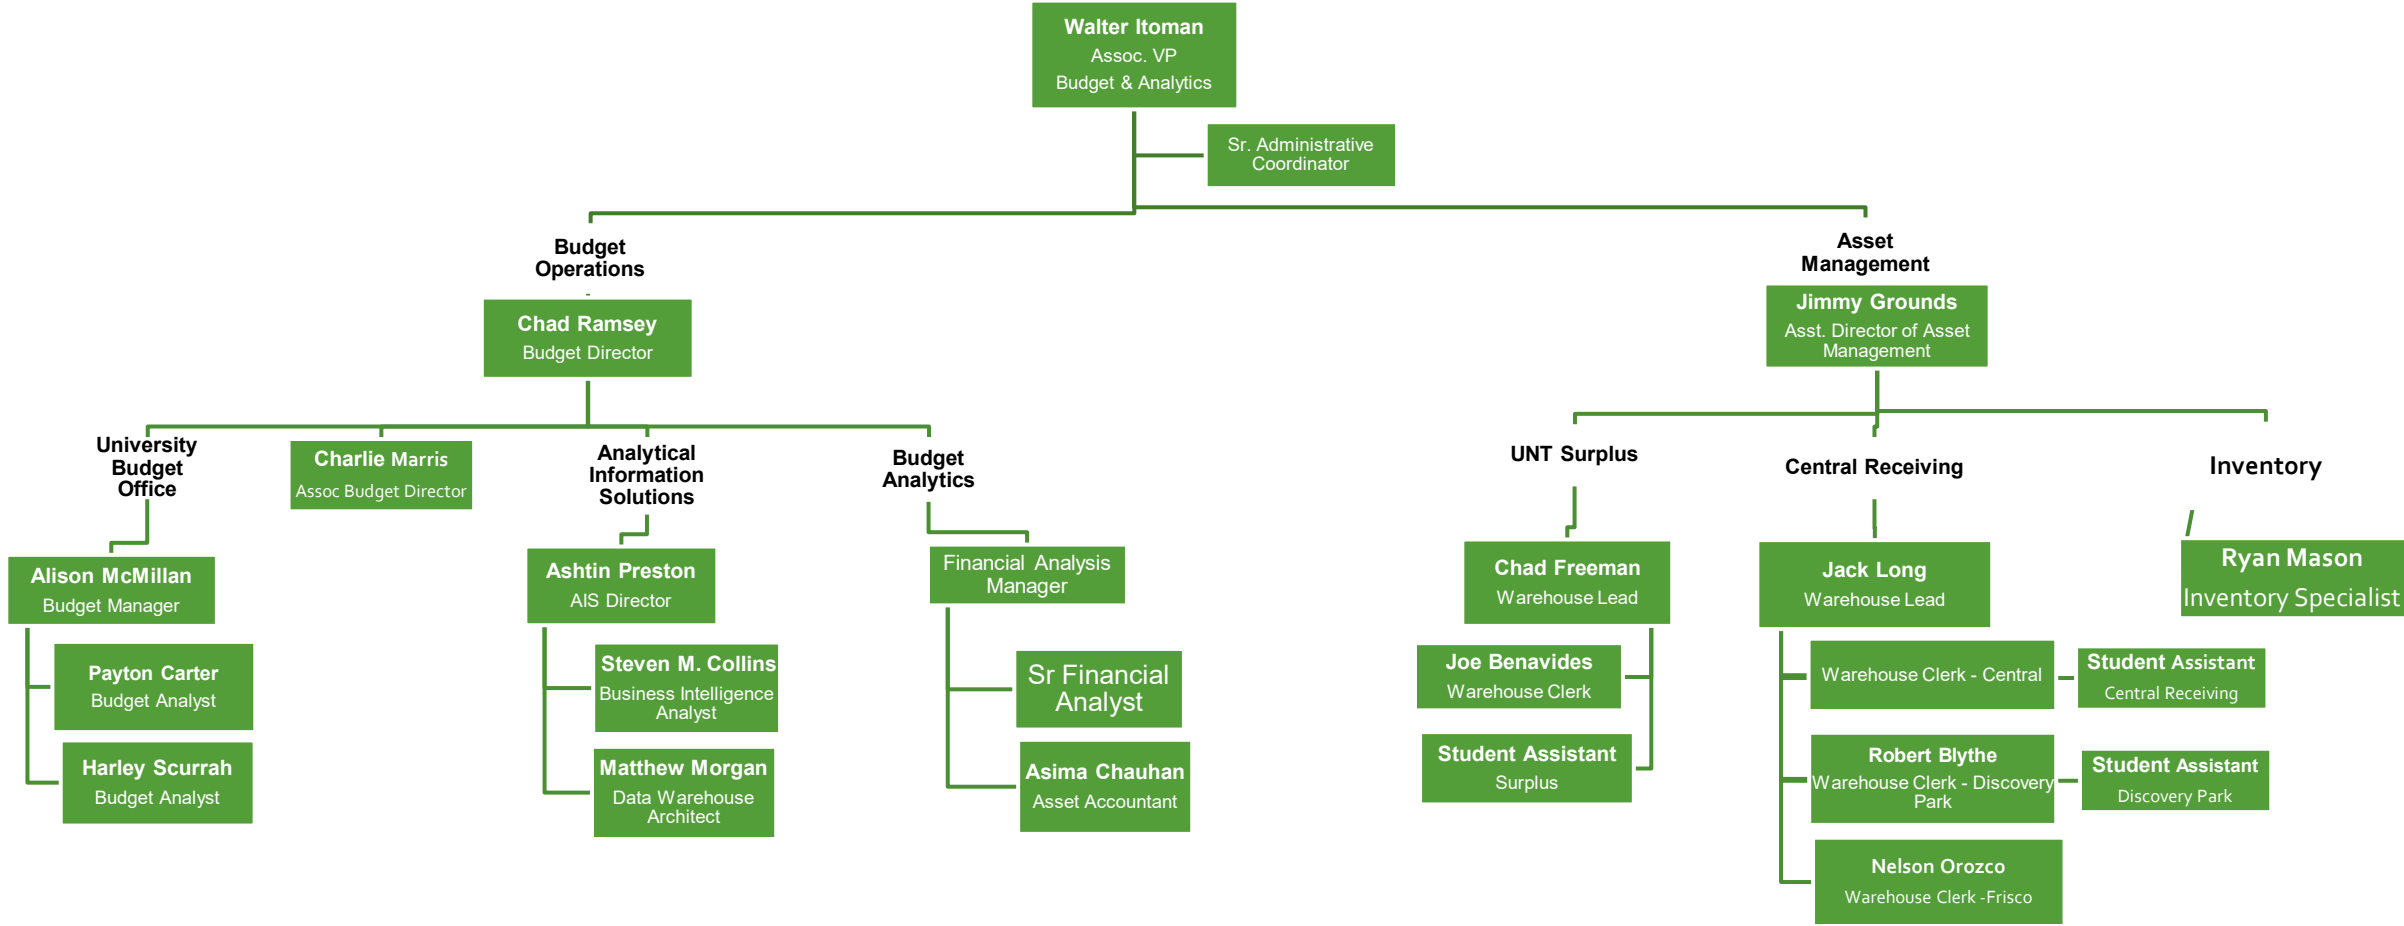 Walter Itoman
Assoc. VP
Budget & Analytics
Sr. Administrative
Coordinator
Budget
Operations
Chad Ramsey
Budget Director
Asset
Management
Jimmy Grounds
Asst. Director of Asset
Management
University
Budget
Office
Charlie Marris
Assoc Budget Director
Analytical
Information
Solutions
Budget
Analytics
UNT Surplus
Central Receiving
Inventory
Alison McMillan
Budget Manager
Payton Carter
Budget Analyst
Harley Scurrah
Budget Analyst
Ashtin Preston
AIS Director
Steven M. Collins
Business Intelligence
Analyst
Matthew Morgan
Data Warehouse
Architect
Financial Analysis
Manager
Sr Financial
Analyst
Asima Chauhan
Asset Accountant
Chad Freeman
Warehouse Lead
Joe Benavides
Warehouse Clerk
Student Assistant
Surplus
Jack Long
Warehouse Lead
Warehouse Clerk - Central
Student Assistant
Central Receiving
Robert Blythe
Warehouse Clerk - Discovery
Park
Student Assistant
Discovery Park
Nelson Orozco
Warehouse Clerk -Frisco
Ryan Mason
Inventory Specialist